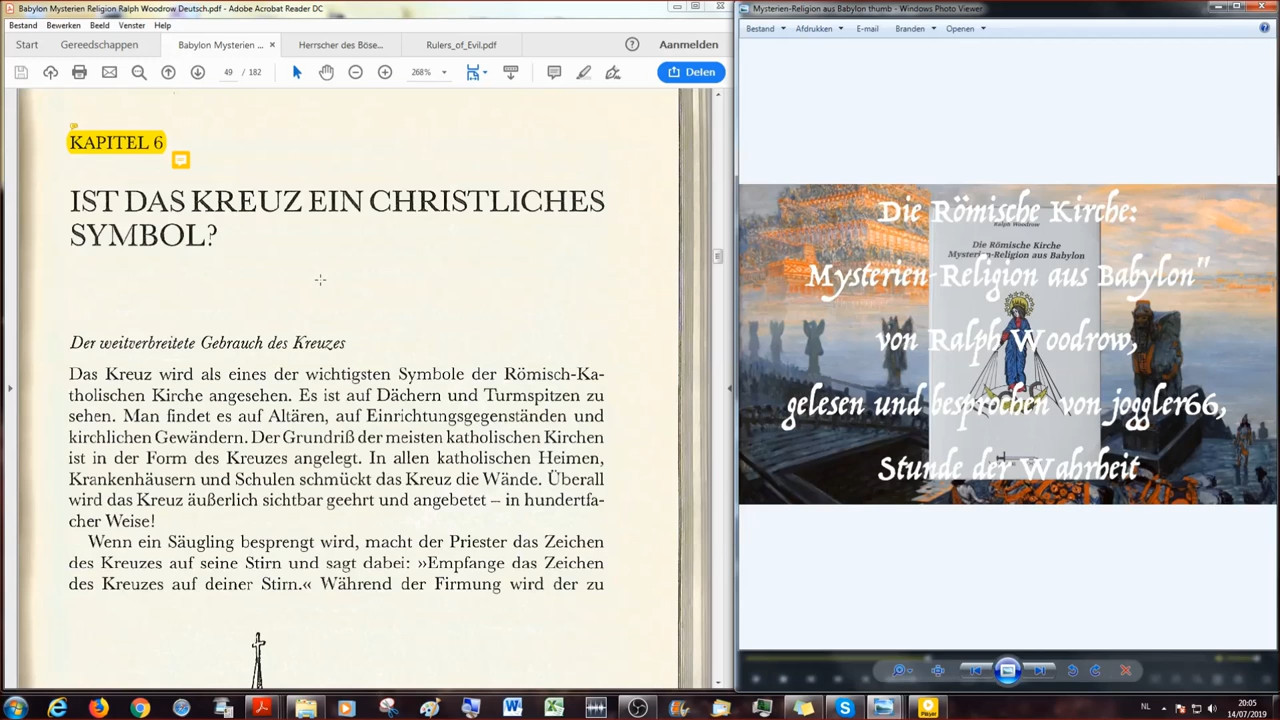 Babylon Mysterien Religion Ralph Woodrow Deutsch.pdf - Adobe Acrobat Reader DC
Bestand Bewerken Beeld Venster Help
Start Gereedschappen Babylon Mysterien ... × Herrscher des Böse... Rulers_of_Evil.pdf Aanmelden
49 / 182 268% Delen
KAPITEL 6
IST DAS KREUZ EIN CHRISTLICHES
SYMBOL?
Der weitverbreitete Gebrauch des Kreuzes
Das Kreuz wird als eines der wichtigsten Symbole der Römisch-Ka-
tholischen Kirche angesehen. Es ist auf Dächern und Turmspitzen zu
sehen. Man findet es auf Altären, auf Einrichtungsgegenständen und
kirchlichen Gewändern. Der Grundriß der meisten katholischen Kirchen
ist in der Form des Kreuzes angelegt. In allen katholischen Heimen,
Krankenhäusern und Schulen schmückt das Kreuz die Wände. Überall
wird das Kreuz äußerlich sichtbar geehrt und angebetet – in hundertfa-
cher Weise!
Wenn ein Säugling besprengt wird, macht der Priester das Zeichen
des Kreuzes auf seine Stirn und sagt dabei: »Empfange das Zeichen
des Kreuzes auf deiner Stirn.« Während der Firmung wird der zu
Mysterien-Religion aus Babylon thumb - Windows Photo Viewer
Bestand Afdrukken E-mail Branden Openen
Die Römische Kirche:
Ralph Woodrow
Die Römische Kirche
Mysterien-Religion aus Babylon
Mysterien-Religion aus Babylon"
von Ralph Woodrow,
gelesen und besprochen von joggler66,
Stunde der Wahrheit
Player
NL
20:05
14/07/2019